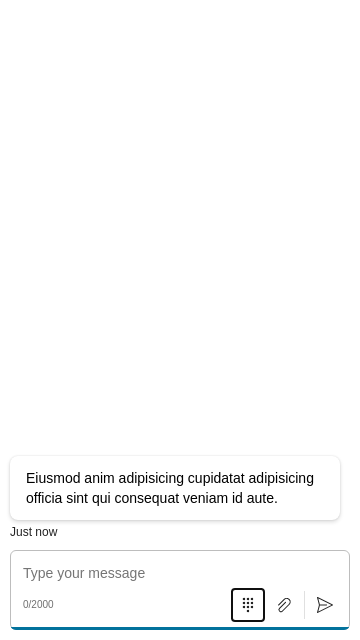 Eiusmod anim adipisicing cupidatat adipisicing
officia sint qui consequat veniam id aute.
Just now
Type your message
0/2000